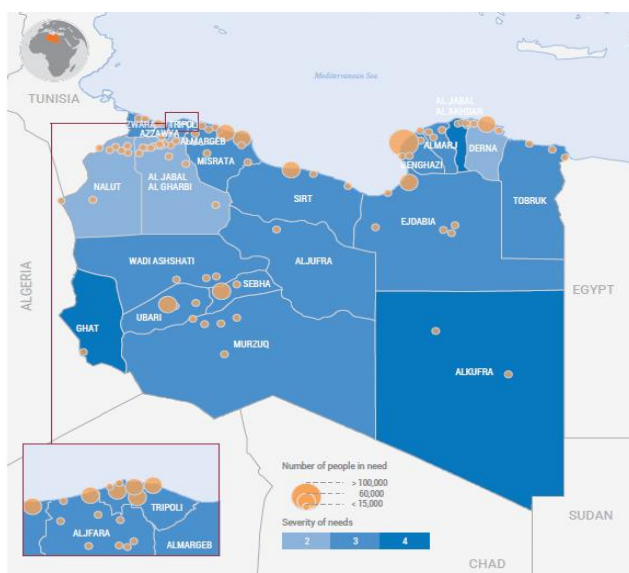 Mediterranean Sea
TUNISIA
AL JABAL
AL AKHDAR
ZWARA
TRIPOLI
AZZAWYA
ALMARGEB
ALMARJ
DERNA
MISRATA
BENGHAZI
NALUT
AL JABAL
AL GHARBI
SIRT
TOBRUK
EJDABIA
WADI ASHSHATI
ALJUFRA
ALGERIA
EGYPT
SEBHA
UBARI
GHAT
MURZUQ
ALKUFRA
Number of people in need
> 100,000
60,000
< 15,000
TRIPOLI
ALJFARA
ALMARGEB
Severity of needs
2 3 4
SUDAN
CHAD